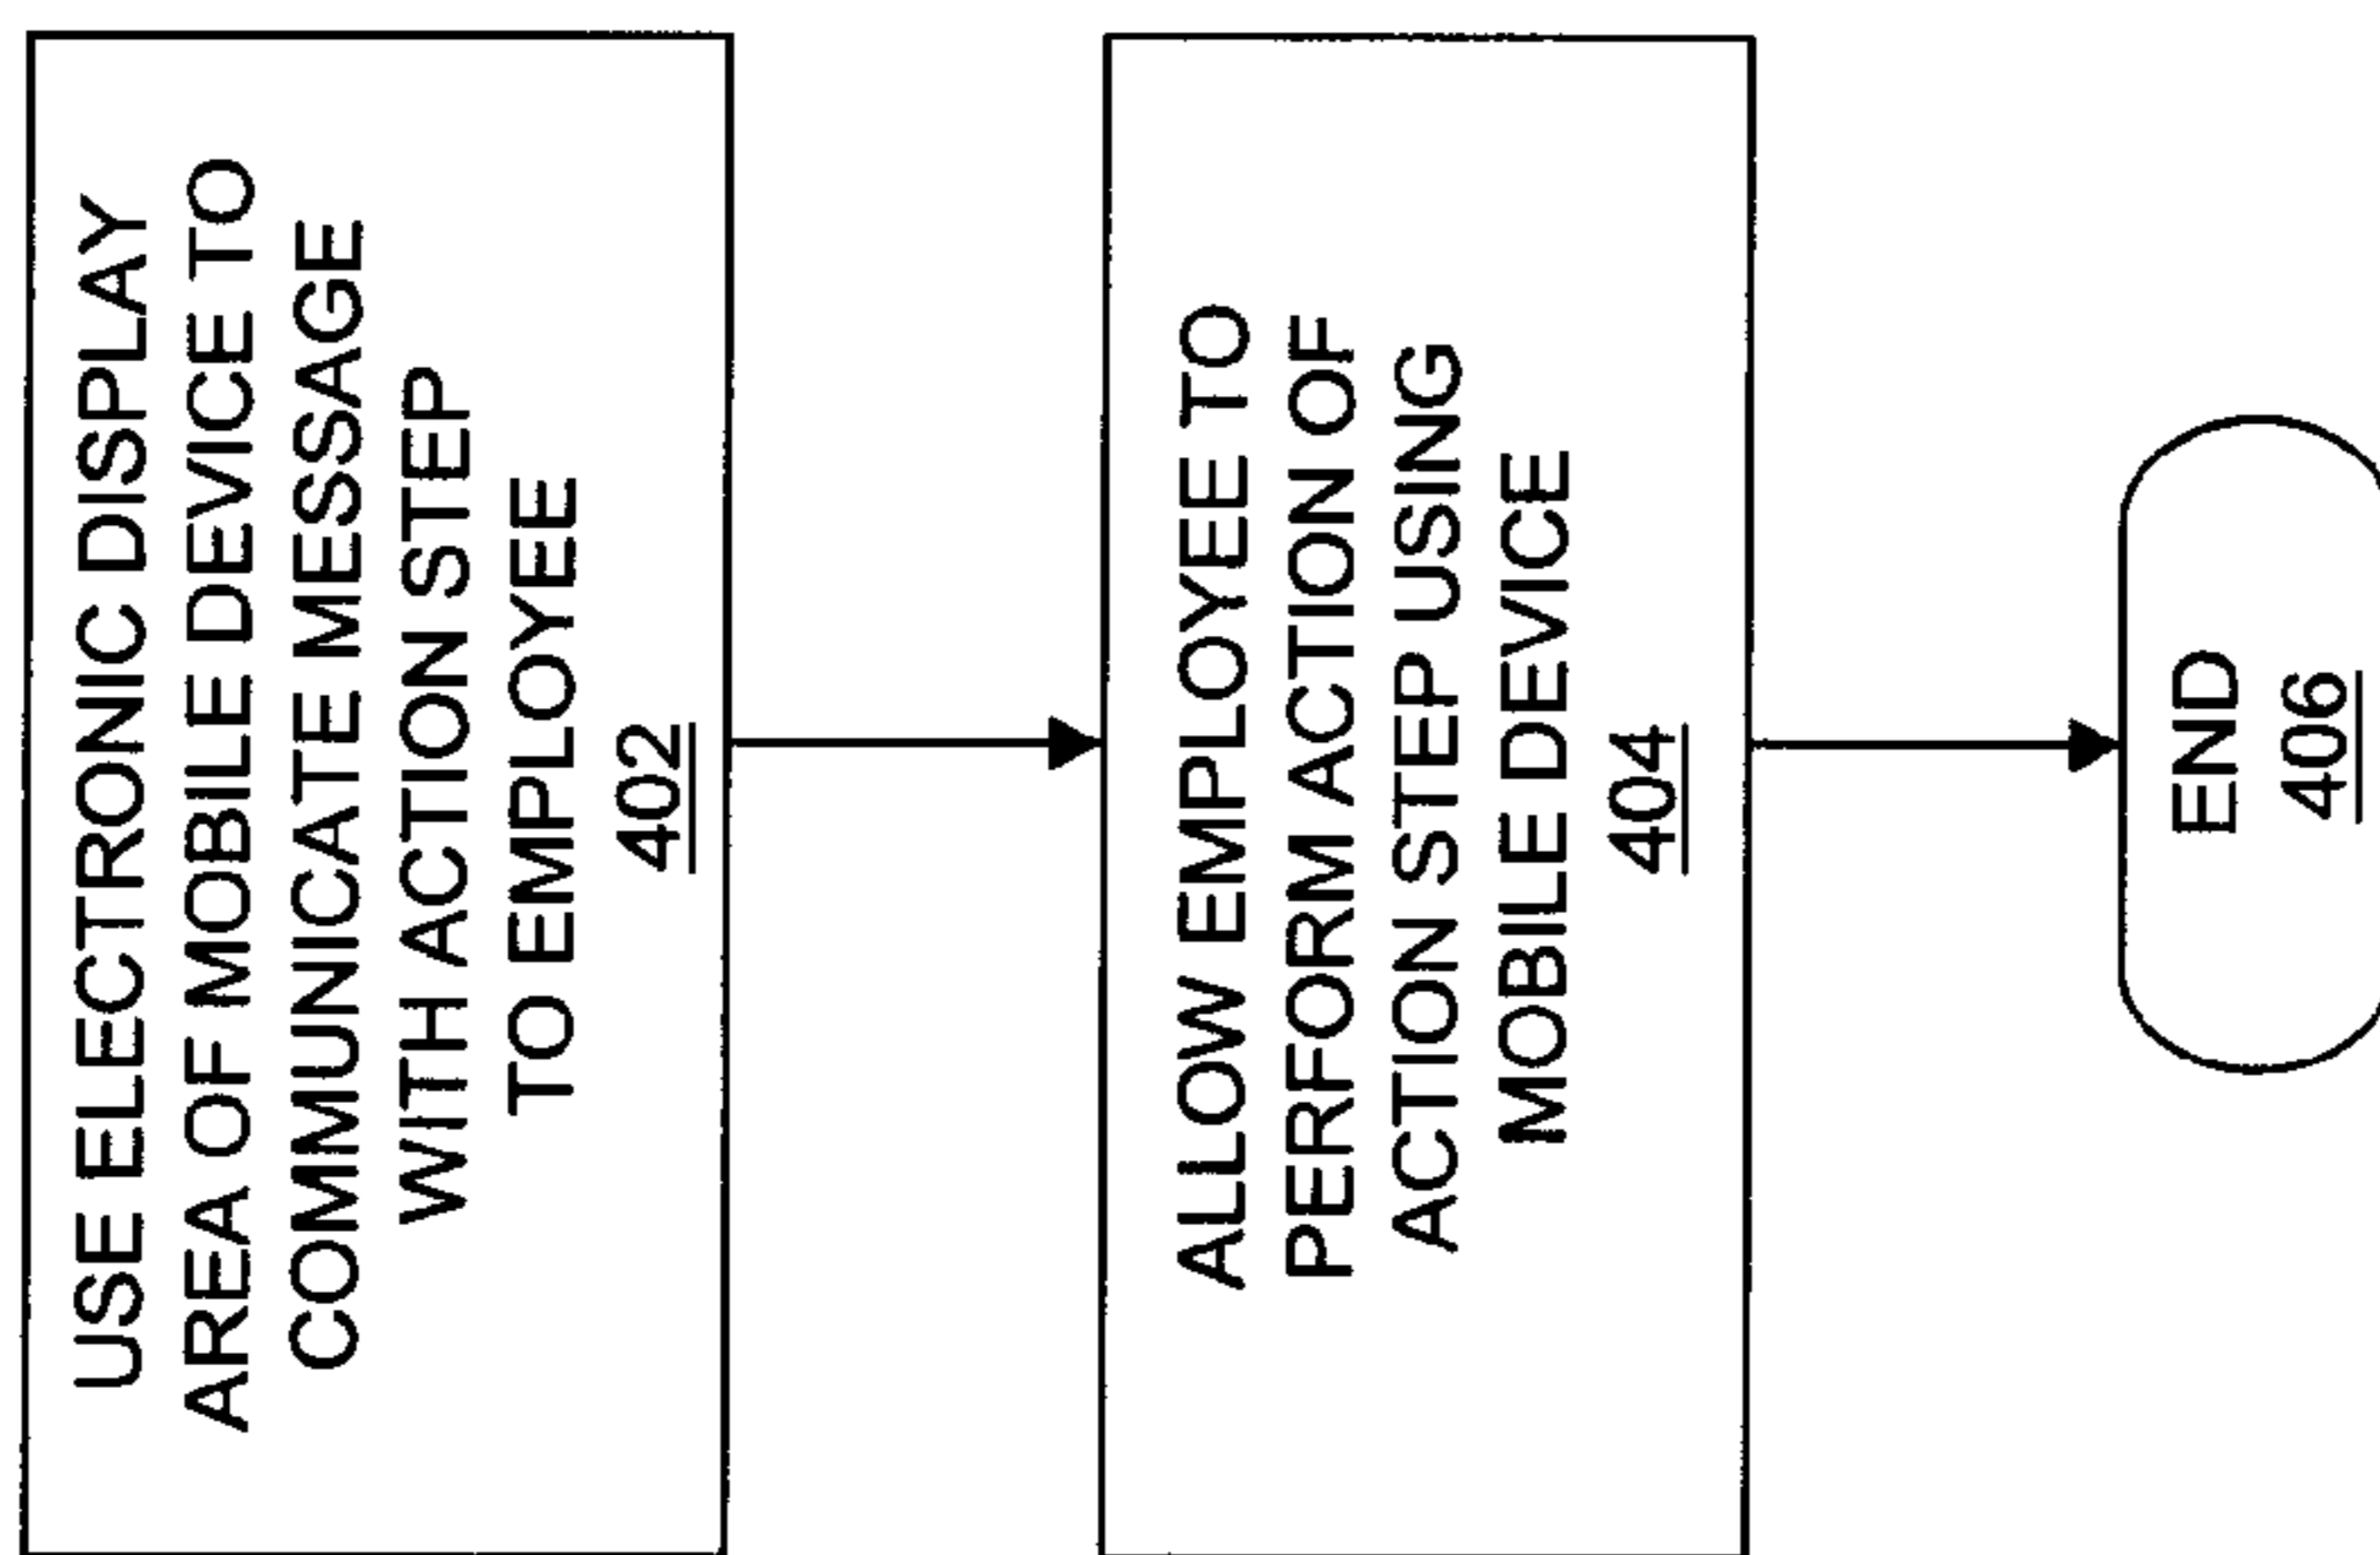 USE ELECTRONIC DISPLAY
AREA OF MOBILE DEVICE TO
COMMUNICATE MESSAGE
WITH ACTION STEP
TO EMPLOYEE
402
ALLOW EMPLOYEE TO
PERFORM ACTION OF
ACTION STEP USING
MOBILE DEVICE
404
END
406